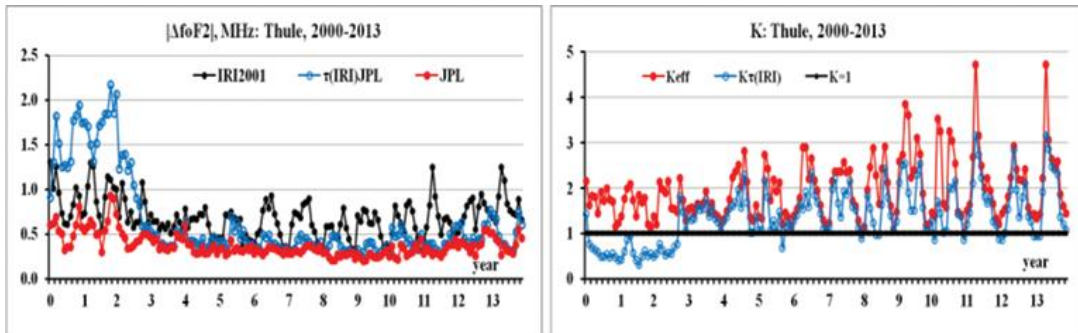 |ΔfoF2|, MHz: Thule, 2000-2013
2.5
IRI2001
τ(IRI)JPL
JPL
2.0
1.5
1.0
0.5
year
0.0
0 1 2 3 4 5 6 7 8 9 10 11 12 13
K: Thule, 2000-2013
5
Keff
Kτ(IRI)
K=1
4
3
2
1
year
0
0 1 2 3 4 5 6 7 8 9 10 11 12 13